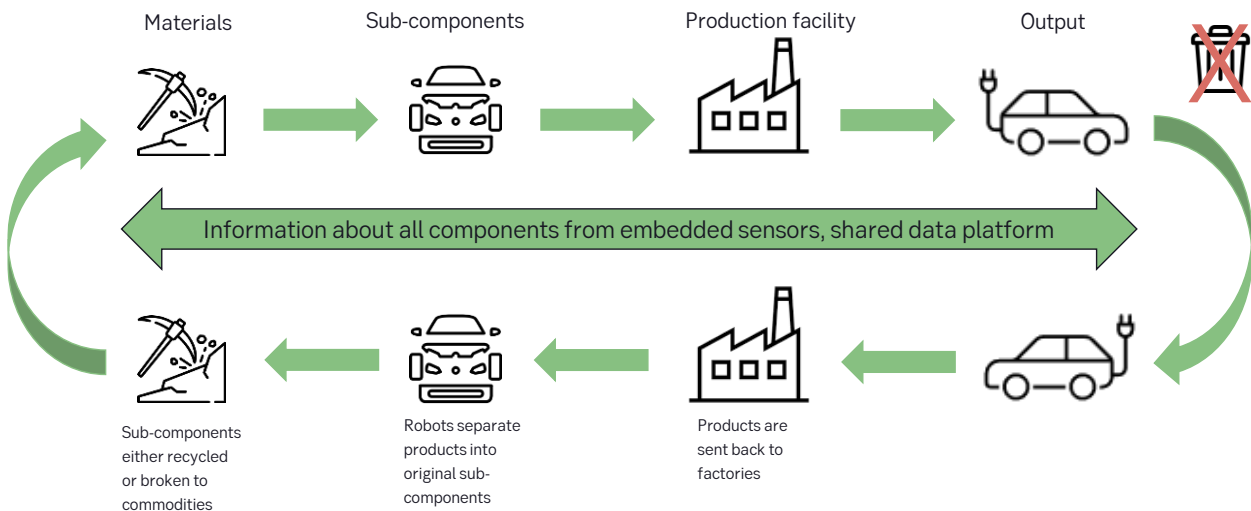 Materials
Sub-components
Production facility
Output
Information about all components from embedded sensors, shared data platform
Sub-components
either recycled
or broken to
commodities
Robots separate
products into
original sub-
components
Products are
sent back to
factories